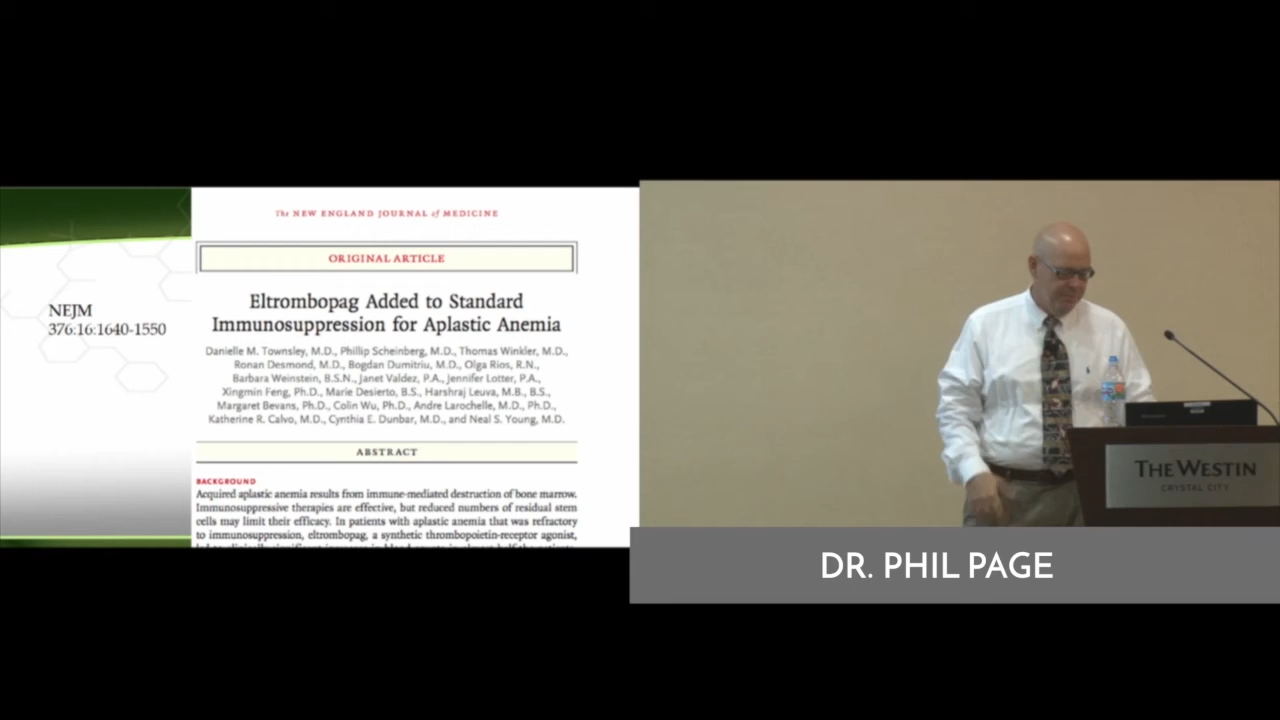 NEJM
376:16:1640-1550
The NEW ENGLAND JOURNAL of MEDICINE
ORIGINAL ARTICLE
Eltrombopag Added to Standard
Immunosuppression for Aplastic Anemia
Danielle M. Townsley, M.D., Phillip Scheinberg, M.D., Thomas Winkler, M.D.,
Ronan Desmond, M.D., Bogdan Dumitriu, M.D., Olga Rios, R.N.,
Barbara Weinstein, B.S.N., Janet Valdez, P.A., Jennifer Lotter, P.A.,
Xingmin Feng, Ph.D., Marie Desierto, B.S., Harshraj Leuva, M.B., B.S.,
Margaret Bevans, Ph.D., Colin Wu, Ph.D., Andre Larochelle, M.D., Ph.D.,
Katherine R. Calvo, M.D., Cynthia E. Dunbar, M.D., and Neal S. Young, M.D.
ABSTRACT
BACKGROUND
Acquired aplastic anemia results from immune-mediated destruction of bone marrow.
Immunosuppressive therapies are effective, but reduced numbers of residual stem
cells may limit their efficacy. In patients with aplastic anemia that was refractory
to immunosuppression, eltrombopag, a synthetic thrombopoietin-receptor agonist,
THE WESTIN
CRYSTAL CITY
DR. PHIL PAGE